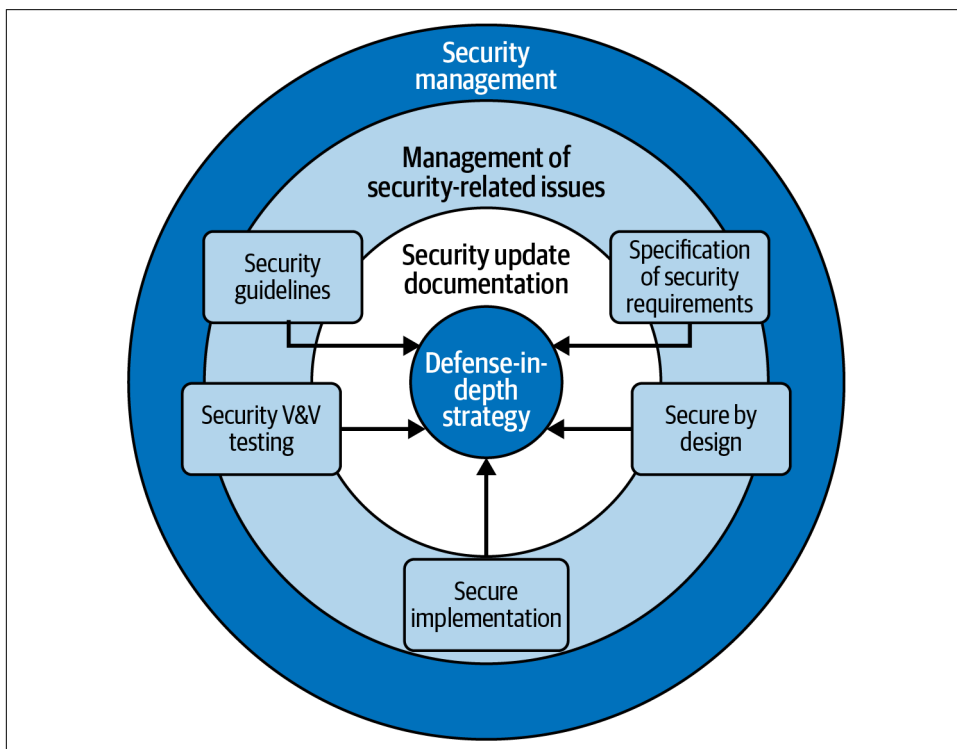 Security
management
Management of
security-related issues
Security
guidelines
Security update
documentation
Specification
of security
requirements
Defense-in-
depth
strategy
Security V&V
testing
Secure by
design
Secure
implementation